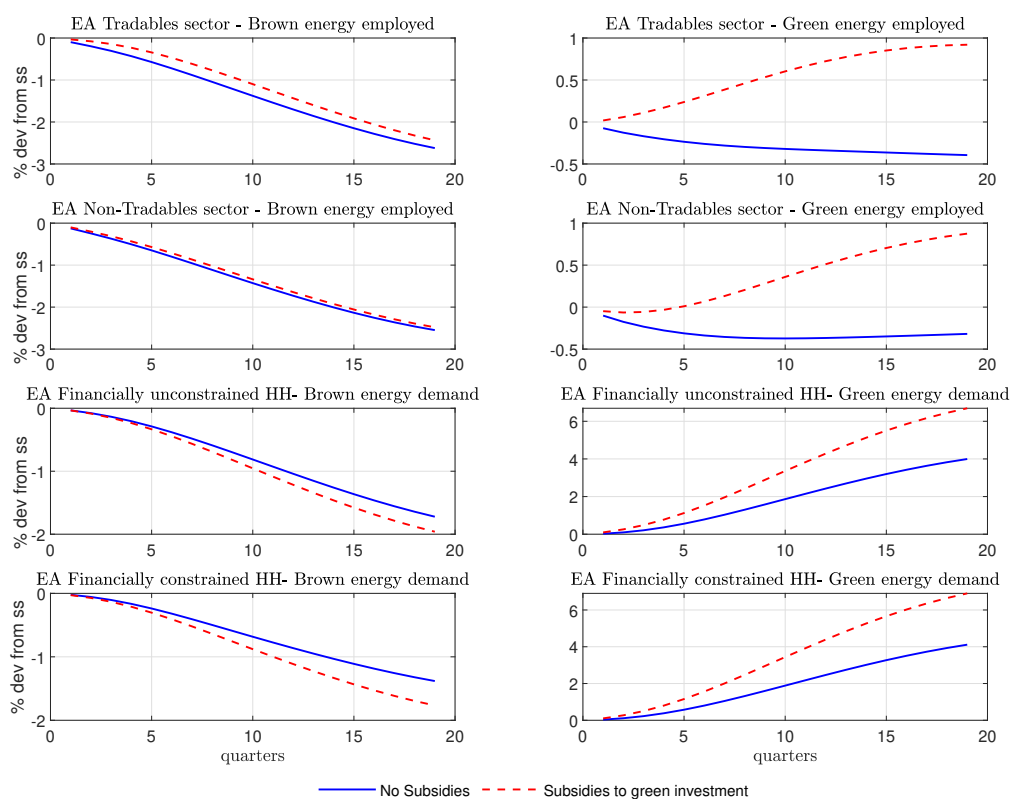 EA Tradables sector - Brown energy employed
0
-1
-2
-3
% dev from ss
0 5 10 15 20
EA Tradables sector - Green energy employed
1
0.5
0
-0.5
0 5 10 15 20
EA Non-Tradables sector - Brown energy employed
0
-1
-2
-3
% dev from ss
0 5 10 15 20
EA Non-Tradables sector - Green energy employed
1
0.5
0
-0.5
0 5 10 15 20
EA Financially unconstrained HH- Brown energy demand
0
-1
-2
% dev from ss
0 5 10 15 20
EA Financially unconstrained HH- Green energy demand
6
4
2
0
0 5 10 15 20
EA Financially constrained HH- Brown energy demand
0
-1
-2
% dev from ss
0 5 10 15 20
quarters
EA Financially constrained HH- Green energy demand
6
4
2
0
0 5 10 15 20
quarters
No Subsidies Subsidies to green investment